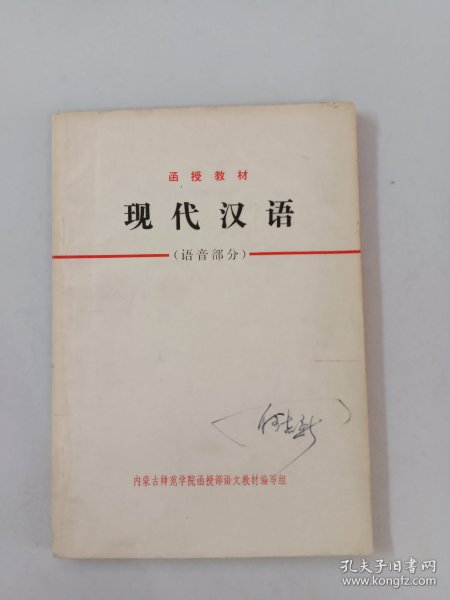 函授教材
现代汉语
（语音部分）
内蒙古师范学院函授部语文教材编写组
孔夫子旧书网
www.kongfz.com